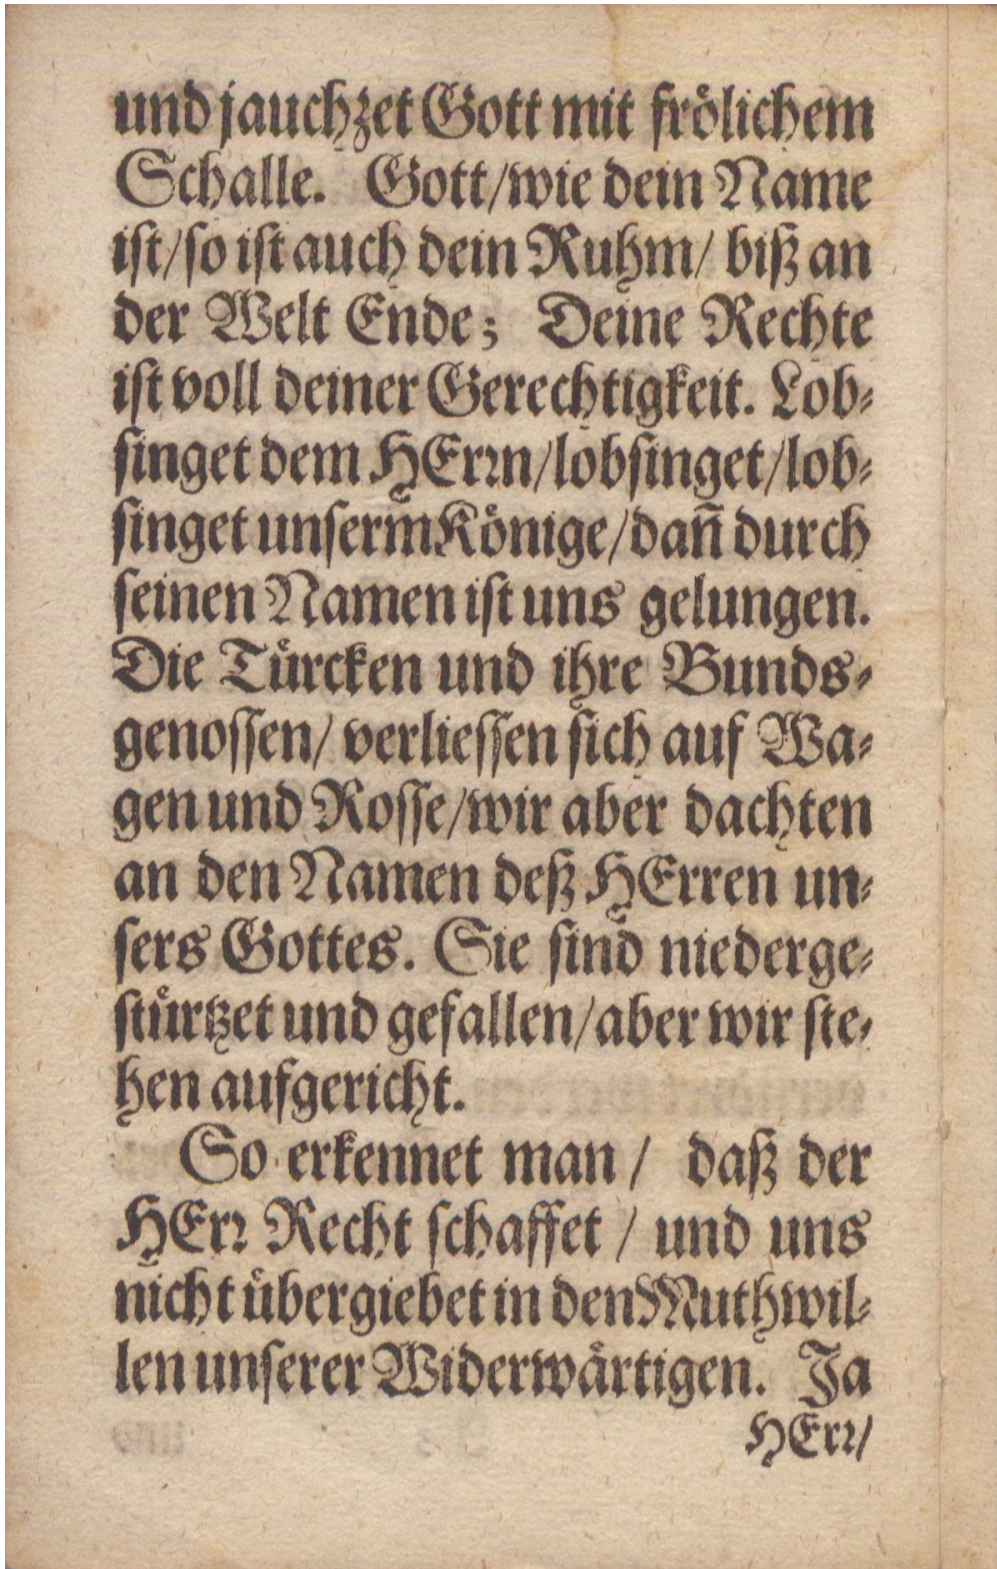 und jauchzet Gott mit frölichem
Schalle. Gott/wie dein Name
ist/so ist auch dein Ruhm/ biß an
der Welt Ende; Deine Rechte
ist voll deiner Gerechtigkeit. Lob⸗
singet dem HErꝛn/lobsinget/lob⸗
singet unserm Könige/dañ durch
seinen Namen ist uns gelungen.
Die Türcken und ihre Bunds⸗
genossen/ verliessen sich auf Wa⸗
gen und Rosse/wir aber dachten
an den Namen deß HErren un⸗
sers Gottes. Sie sind niederge⸗
stürtzet und gefallen/aber wir ste⸗
hen aufgericht.
So erkennet man/ daß der
HErꝛ Recht schaffet / und uns
nicht übergiebet in den Muthwil⸗
len unserer Widerwärtigen. Ja
HErꝛ/